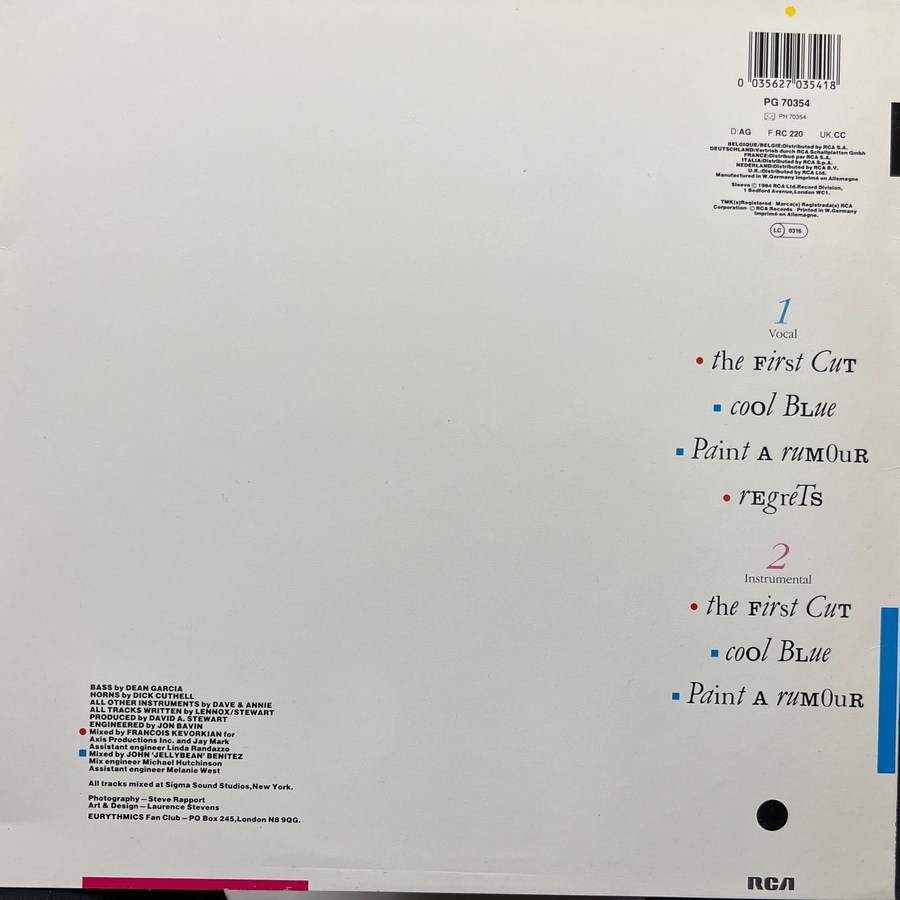 0 035627 035418
PG 70354
PH 70354
D:AG F:RC 220 UK:CC
BELGIQUE/BELGIE:Distributed by RCA S.A.
DEUTSCHLAND:Vertrieb durch RCA Schallplatten Gmbh
FRANCE:Distribué par RCA S.A.
ITALIA:Distributed by RCA S.p.A.
NEDERLAND:Distributed by RCA B.V.
U.K.:Distributed by RCA Ltd.
Manufactured in W.Germany Imprimé en Allemagne
Sleeve © 1984 RCA Ltd.Record Division,
1 Bedford Avenue,London WC1.
TMK(s)Registered · Marca(s) Registrada(s) RCA
Corporation · © RCA Records · Printed in W.Germany
Imprimé en Allemagne.
LC 0316
1
Vocal
the First CuT
cOOl BLue
Paint A ruMOuR
rEgreTS
2
Instrumental
the First CuT
cOOl BLue
Paint A ruMOuR
BASS by DEAN GARCIA
HORNS by DICK CUTHELL
ALL OTHER INSTRUMENTS by DAVE & ANNIE
ALL TRACKS WRITTEN by LENNOX/STEWART
PRODUCED by DAVID A. STEWART
ENGINEERED by JON BAVIN
Mixed by FRANCOIS KEVORKIAN for
Axis Productions Inc. and Jay Mark
Assistant engineer Linda Randazzo
Mixed by JOHN 'JELLYBEAN' BENITEZ
Mix engineer Michael Hutchinson
Assistant engineer Melanie West
All tracks mixed at Sigma Sound Studios,New York.
Photography — Steve Rapport
Art & Design — Laurence Stevens
EURYTHMICS Fan Club — PO Box 245,London N8 9QG.
RCA